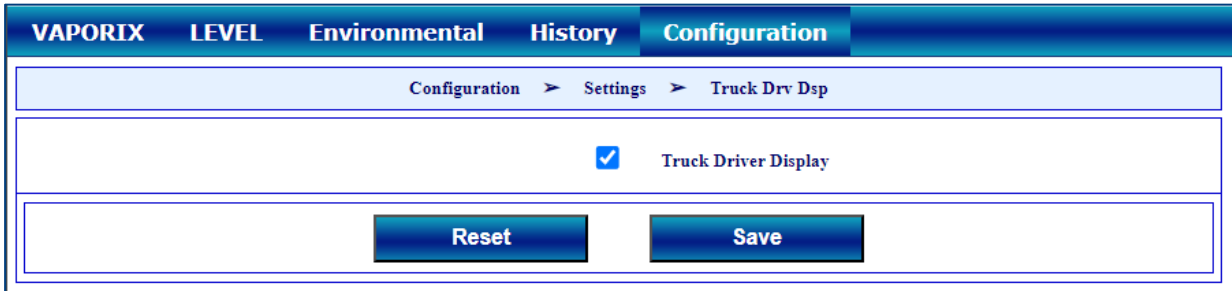 VAPORIX LEVEL Environmental History Configuration
Configuration ➢ Settings ➢ Truck Drv Dsp
Truck Driver Display
Reset Save